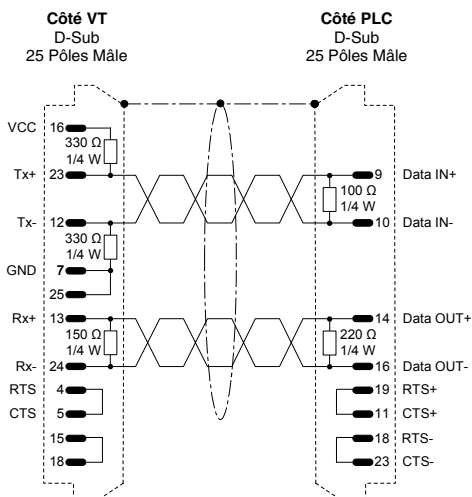 Côté VT
D-Sub
25 Pôles Mâle
Côté PLC
D-Sub
25 Pôles Mâle
VCC 16
330 Ω
1/4 W
Tx+ 23
9 Data IN+
100 Ω
1/4 W
Tx- 12
10 Data IN-
330 Ω
1/4 W
GND 7
25
Rx+ 13
14 Data OUT+
150 Ω
1/4 W
220 Ω
1/4 W
Rx- 24
16 Data OUT-
RTS 4
19 RTS+
CTS 5
11 CTS+
15
18 RTS-
18
23 CTS-